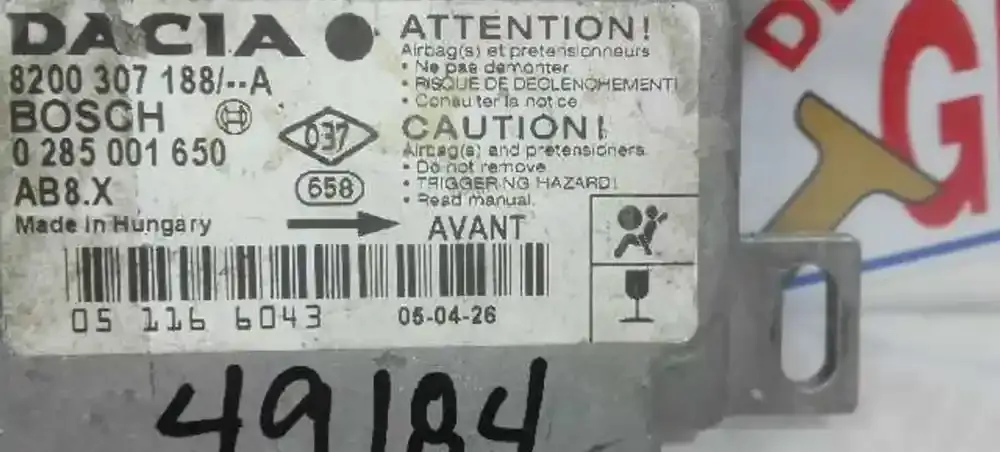 DACIA
8200 307 188/--A
BOSCH
0 285 001 650
AB8.X
Made in Hungary
037
658
ATTENTION!
Airbag(s) et pretensionneurs
• Ne pas demonter
• RISQUE DE DECLENCHEMENT!
• Consulter la notice
CAUTION!
Airbag(s) and pretensioners.
• Do not remove
• TRIGGERING HAZARD!
• Read manual.
AVANT
05 116 6043
05-04-26
49184
G